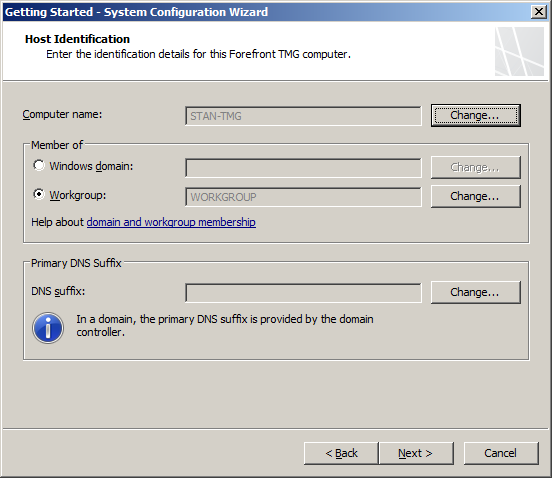 Getting Started - System Configuration Wizard
Host Identification
Enter the identification details for this Forefront TMG computer.
Computer name: STAN-TMG Change...
Member of
Windows domain: Change...
Workgroup: WORKGROUP Change...
Help about domain and workgroup membership
Primary DNS Suffix
DNS suffix: Change...
In a domain, the primary DNS suffix is provided by the domain
controller.
< Back Next > Cancel